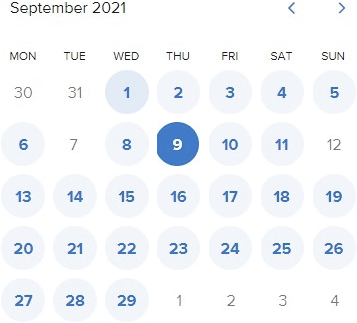 September 2021
MON TUE WED THU FRI SAT SUN
30 31 1 2 3 4 5
6 7 8 9 10 11 12
13 14 15 16 17 18 19
20 21 22 23 24 25 26
27 28 29 1 2 3 4